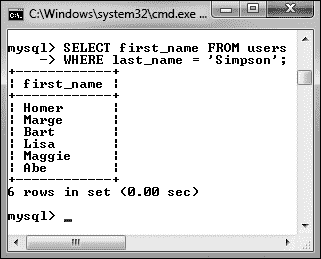 C:\Windows\system32\cmd.exe ...
mysql> SELECT first_name FROM users
    -> WHERE last_name = 'Simpson';
+------------+
| first_name |
+------------+
| Homer      |
| Marge      |
| Bart       |
| Lisa       |
| Maggie     |
| Abe        |
+------------+
6 rows in set (0.00 sec)
mysql> _